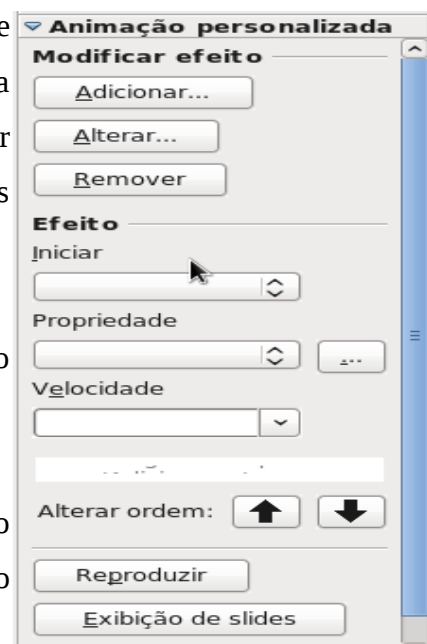 Animação personalizada
Modificar efeito
Adicionar...
Alterar...
Remover
Efeito
Iniciar
Propriedade
...
Velocidade
Alterar ordem:
Reproduzir
Exibição de slides